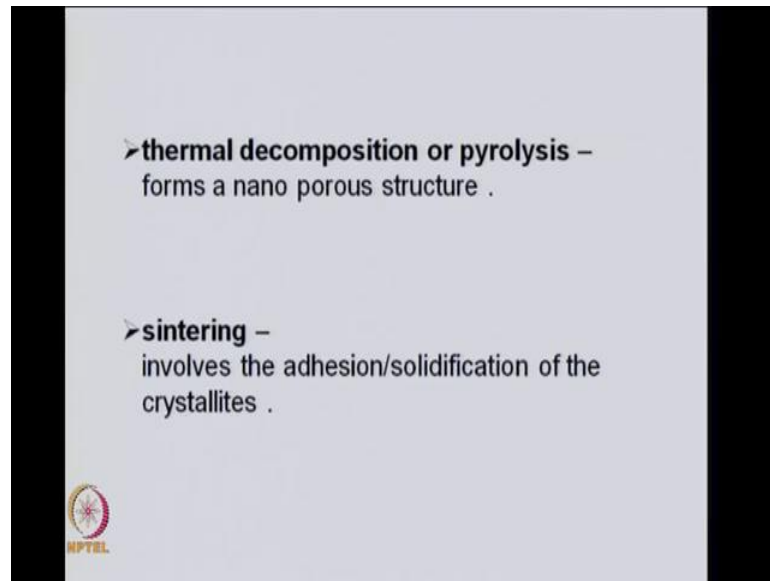 ➢thermal decomposition or pyrolysis –
forms a nano porous structure .
➢sintering –
involves the adhesion/solidification of the
crystallites .
NPTEL